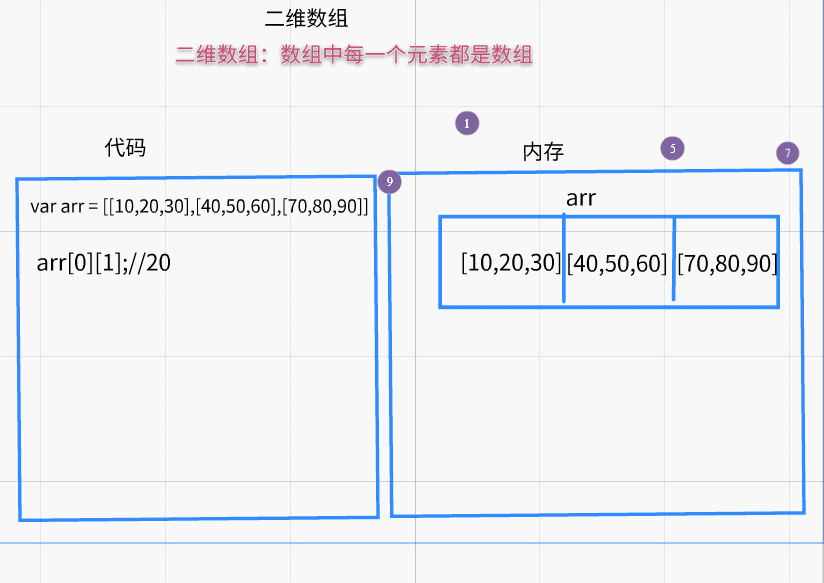 二维数组
二维数组：数组中每一个元素都是数组
1
代码
内存
5
7
9
var arr = [[10,20,30],[40,50,60],[70,80,90]]
arr[0][1];//20
arr
[10,20,30]
[40,50,60]
[70,80,90]